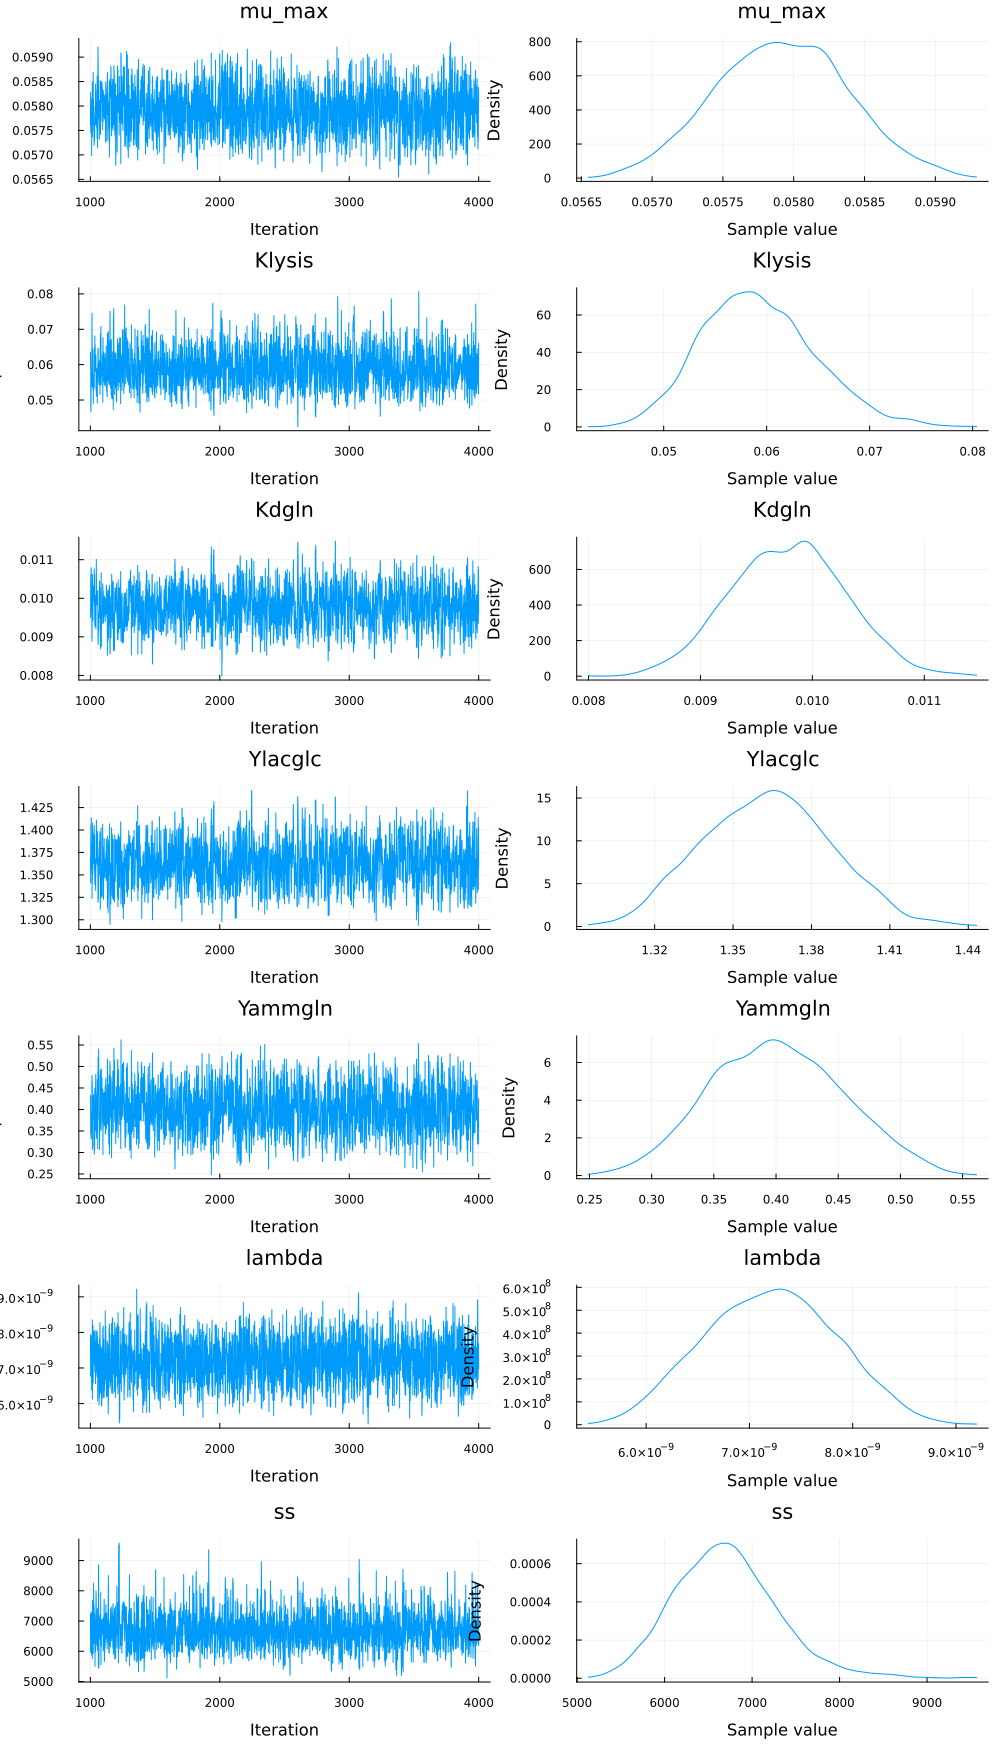 mu_max mu_max
0.0590
0.0585
0.0580
0.0575
0.0570
0.0565
1000 2000 3000 4000
Iteration
Density
800
600
400
200
0
0.0565 0.0570 0.0575 0.0580 0.0585 0.0590
Sample value
Klysis Klysis
0.08
0.07
0.06
0.05
1000 2000 3000 4000
Iteration
Density
60
40
20
0
0.05 0.06 0.07 0.08
Sample value
Kdgln Kdgln
0.011
0.010
0.009
0.008
1000 2000 3000 4000
Iteration
Density
600
400
200
0
0.008 0.009 0.010 0.011
Sample value
Ylacglc Ylacglc
1.425
1.400
1.375
1.350
1.325
1.300
1000 2000 3000 4000
Iteration
Density
15
10
5
0
1.32 1.35 1.38 1.41 1.44
Sample value
Yammgln Yammgln
0.55
0.50
0.45
0.40
0.35
0.30
0.25
1000 2000 3000 4000
Iteration
Density
6
4
2
0
0.25 0.30 0.35 0.40 0.45 0.50 0.55
Sample value
lambda lambda
9.0×10⁻⁹
8.0×10⁻⁹
7.0×10⁻⁹
6.0×10⁻⁹
1000 2000 3000 4000
Iteration
Density
6.0×10⁸
5.0×10⁸
4.0×10⁸
3.0×10⁸
2.0×10⁸
1.0×10⁸
0
6.0×10⁻⁹ 7.0×10⁻⁹ 8.0×10⁻⁹ 9.0×10⁻⁹
Sample value
ss ss
9000
8000
7000
6000
5000
1000 2000 3000 4000
Iteration
Density
0.0006
0.0004
0.0002
0.0000
5000 6000 7000 8000 9000
Sample value